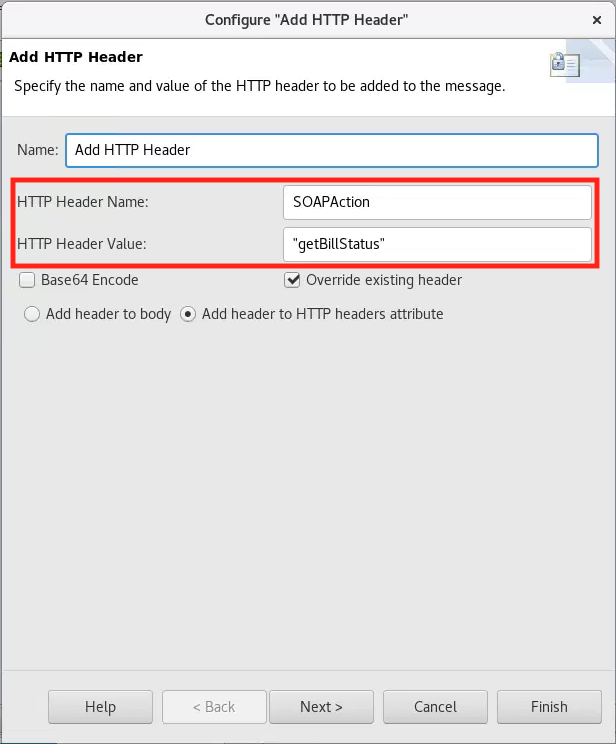 Configure "Add HTTP Header"
Add HTTP Header
Specify the name and value of the HTTP header to be added to the message.
Name: Add HTTP Header
HTTP Header Name: SOAPAction
HTTP Header Value: "getBillStatus"
Base64 Encode Override existing header
Add header to body Add header to HTTP headers attribute
Help < Back Next > Cancel Finish